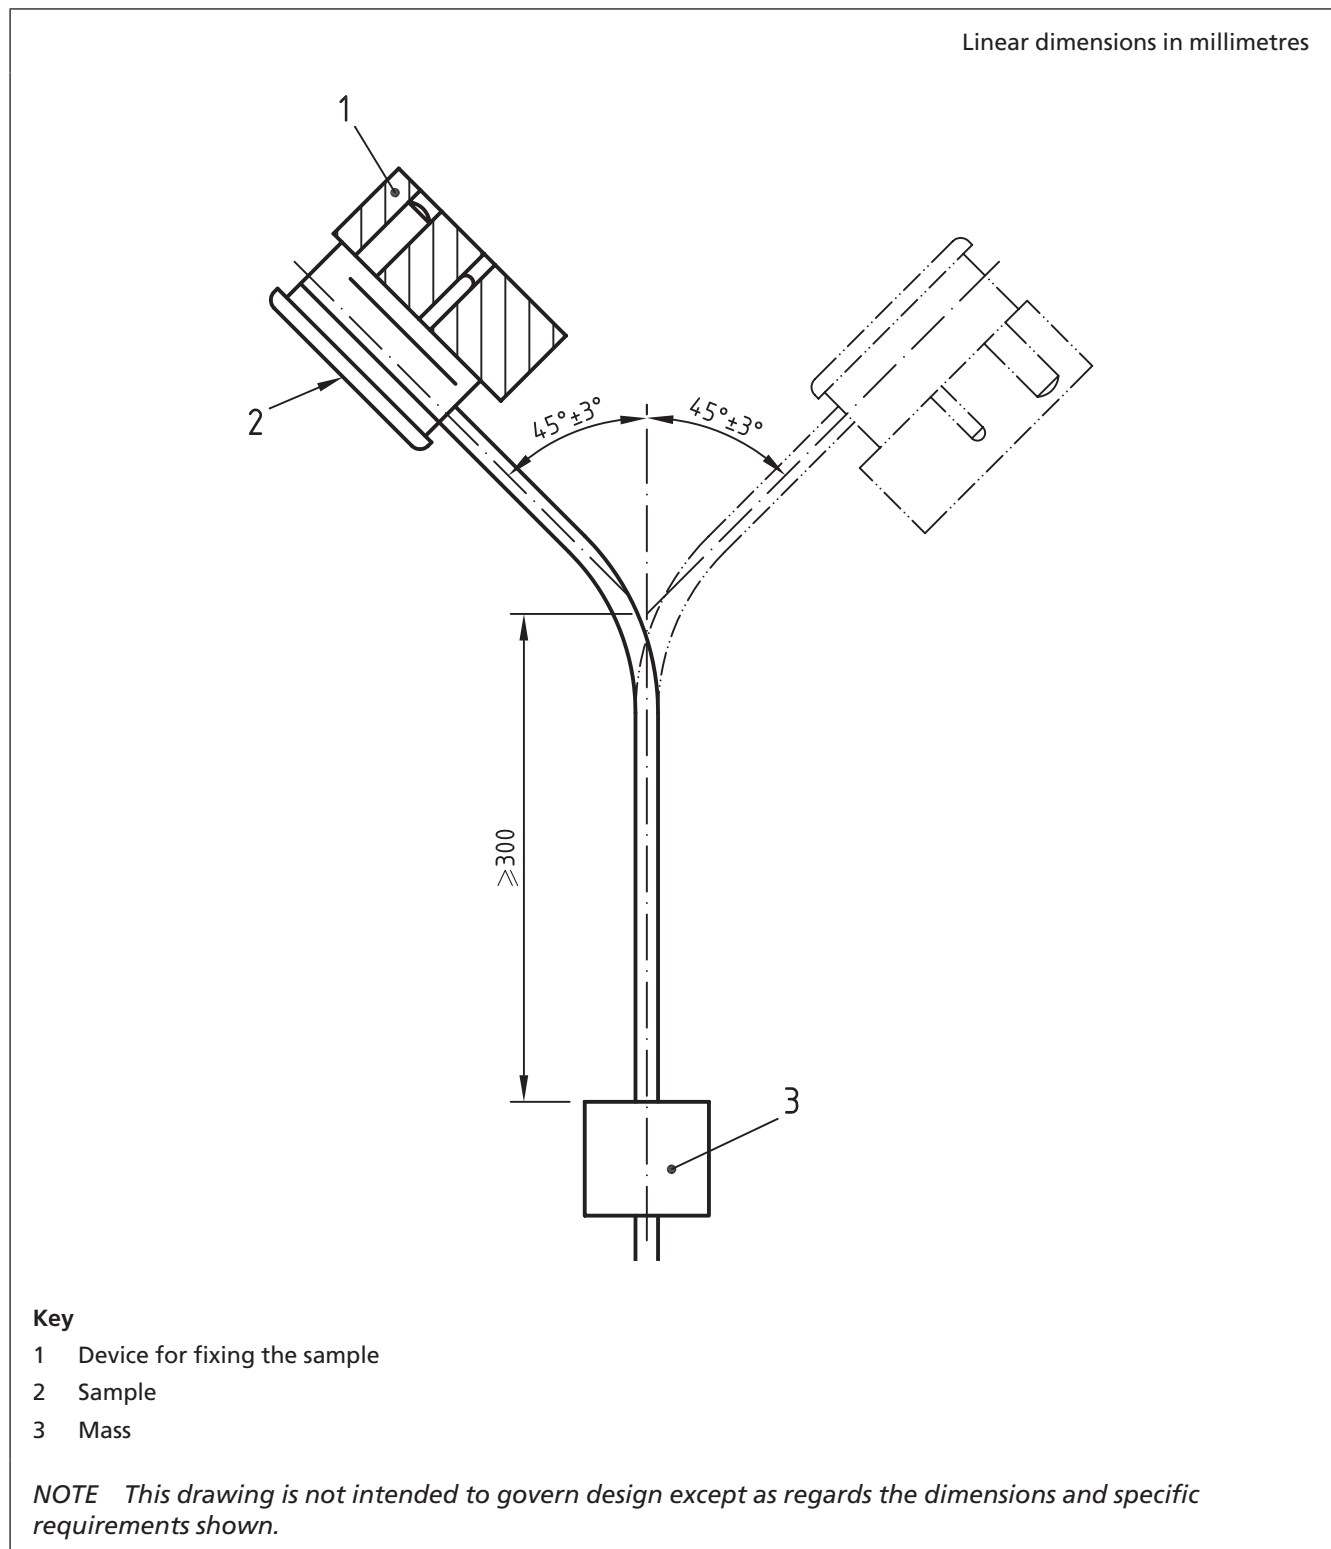 Linear dimensions in millimetres
1
2
45°±3°
45°±3°
⩾300
3
Key
1 Device for fixing the sample
2 Sample
3 Mass
NOTE This drawing is not intended to govern design except as regards the dimensions and specific
requirements shown.